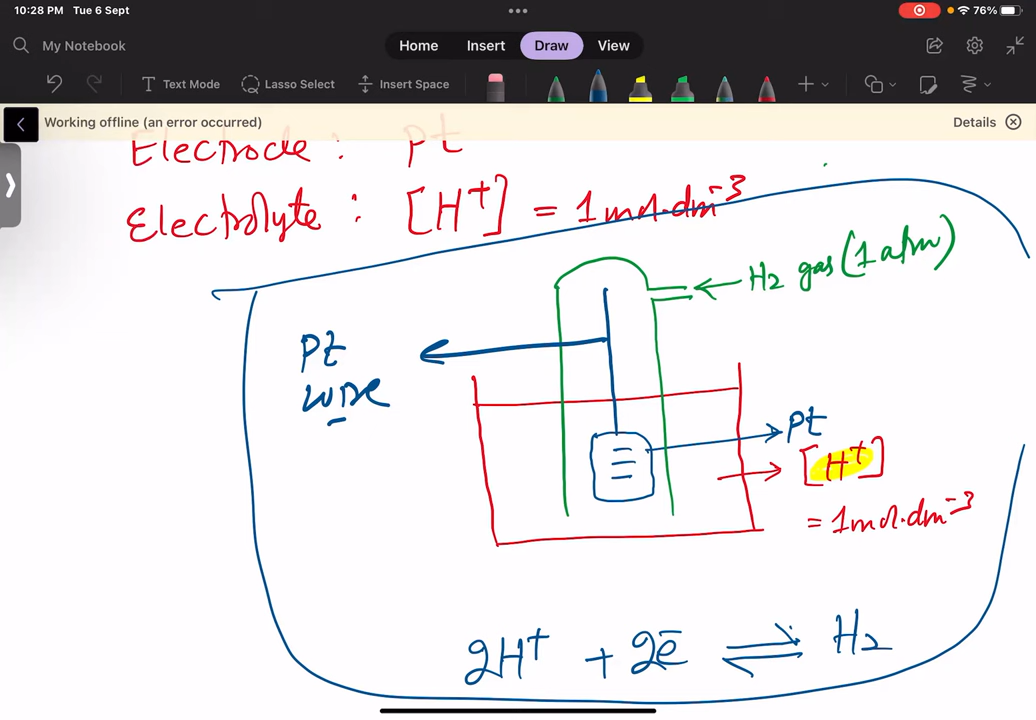 10:28 PM Tue 6 Sept
76%
My Notebook
Home Insert Draw View
Text Mode Lasso Select Insert Space
Working offline (an error occurred)
Details
Electrode : Pt
Electrolyte : [H⁺] = 1 mol.dm⁻³
H₂ gas (1 atm)
Pt
wire
Pt
[H⁺]
= 1 mol.dm⁻³
2H⁺ + 2e̅ ⇌ H₂